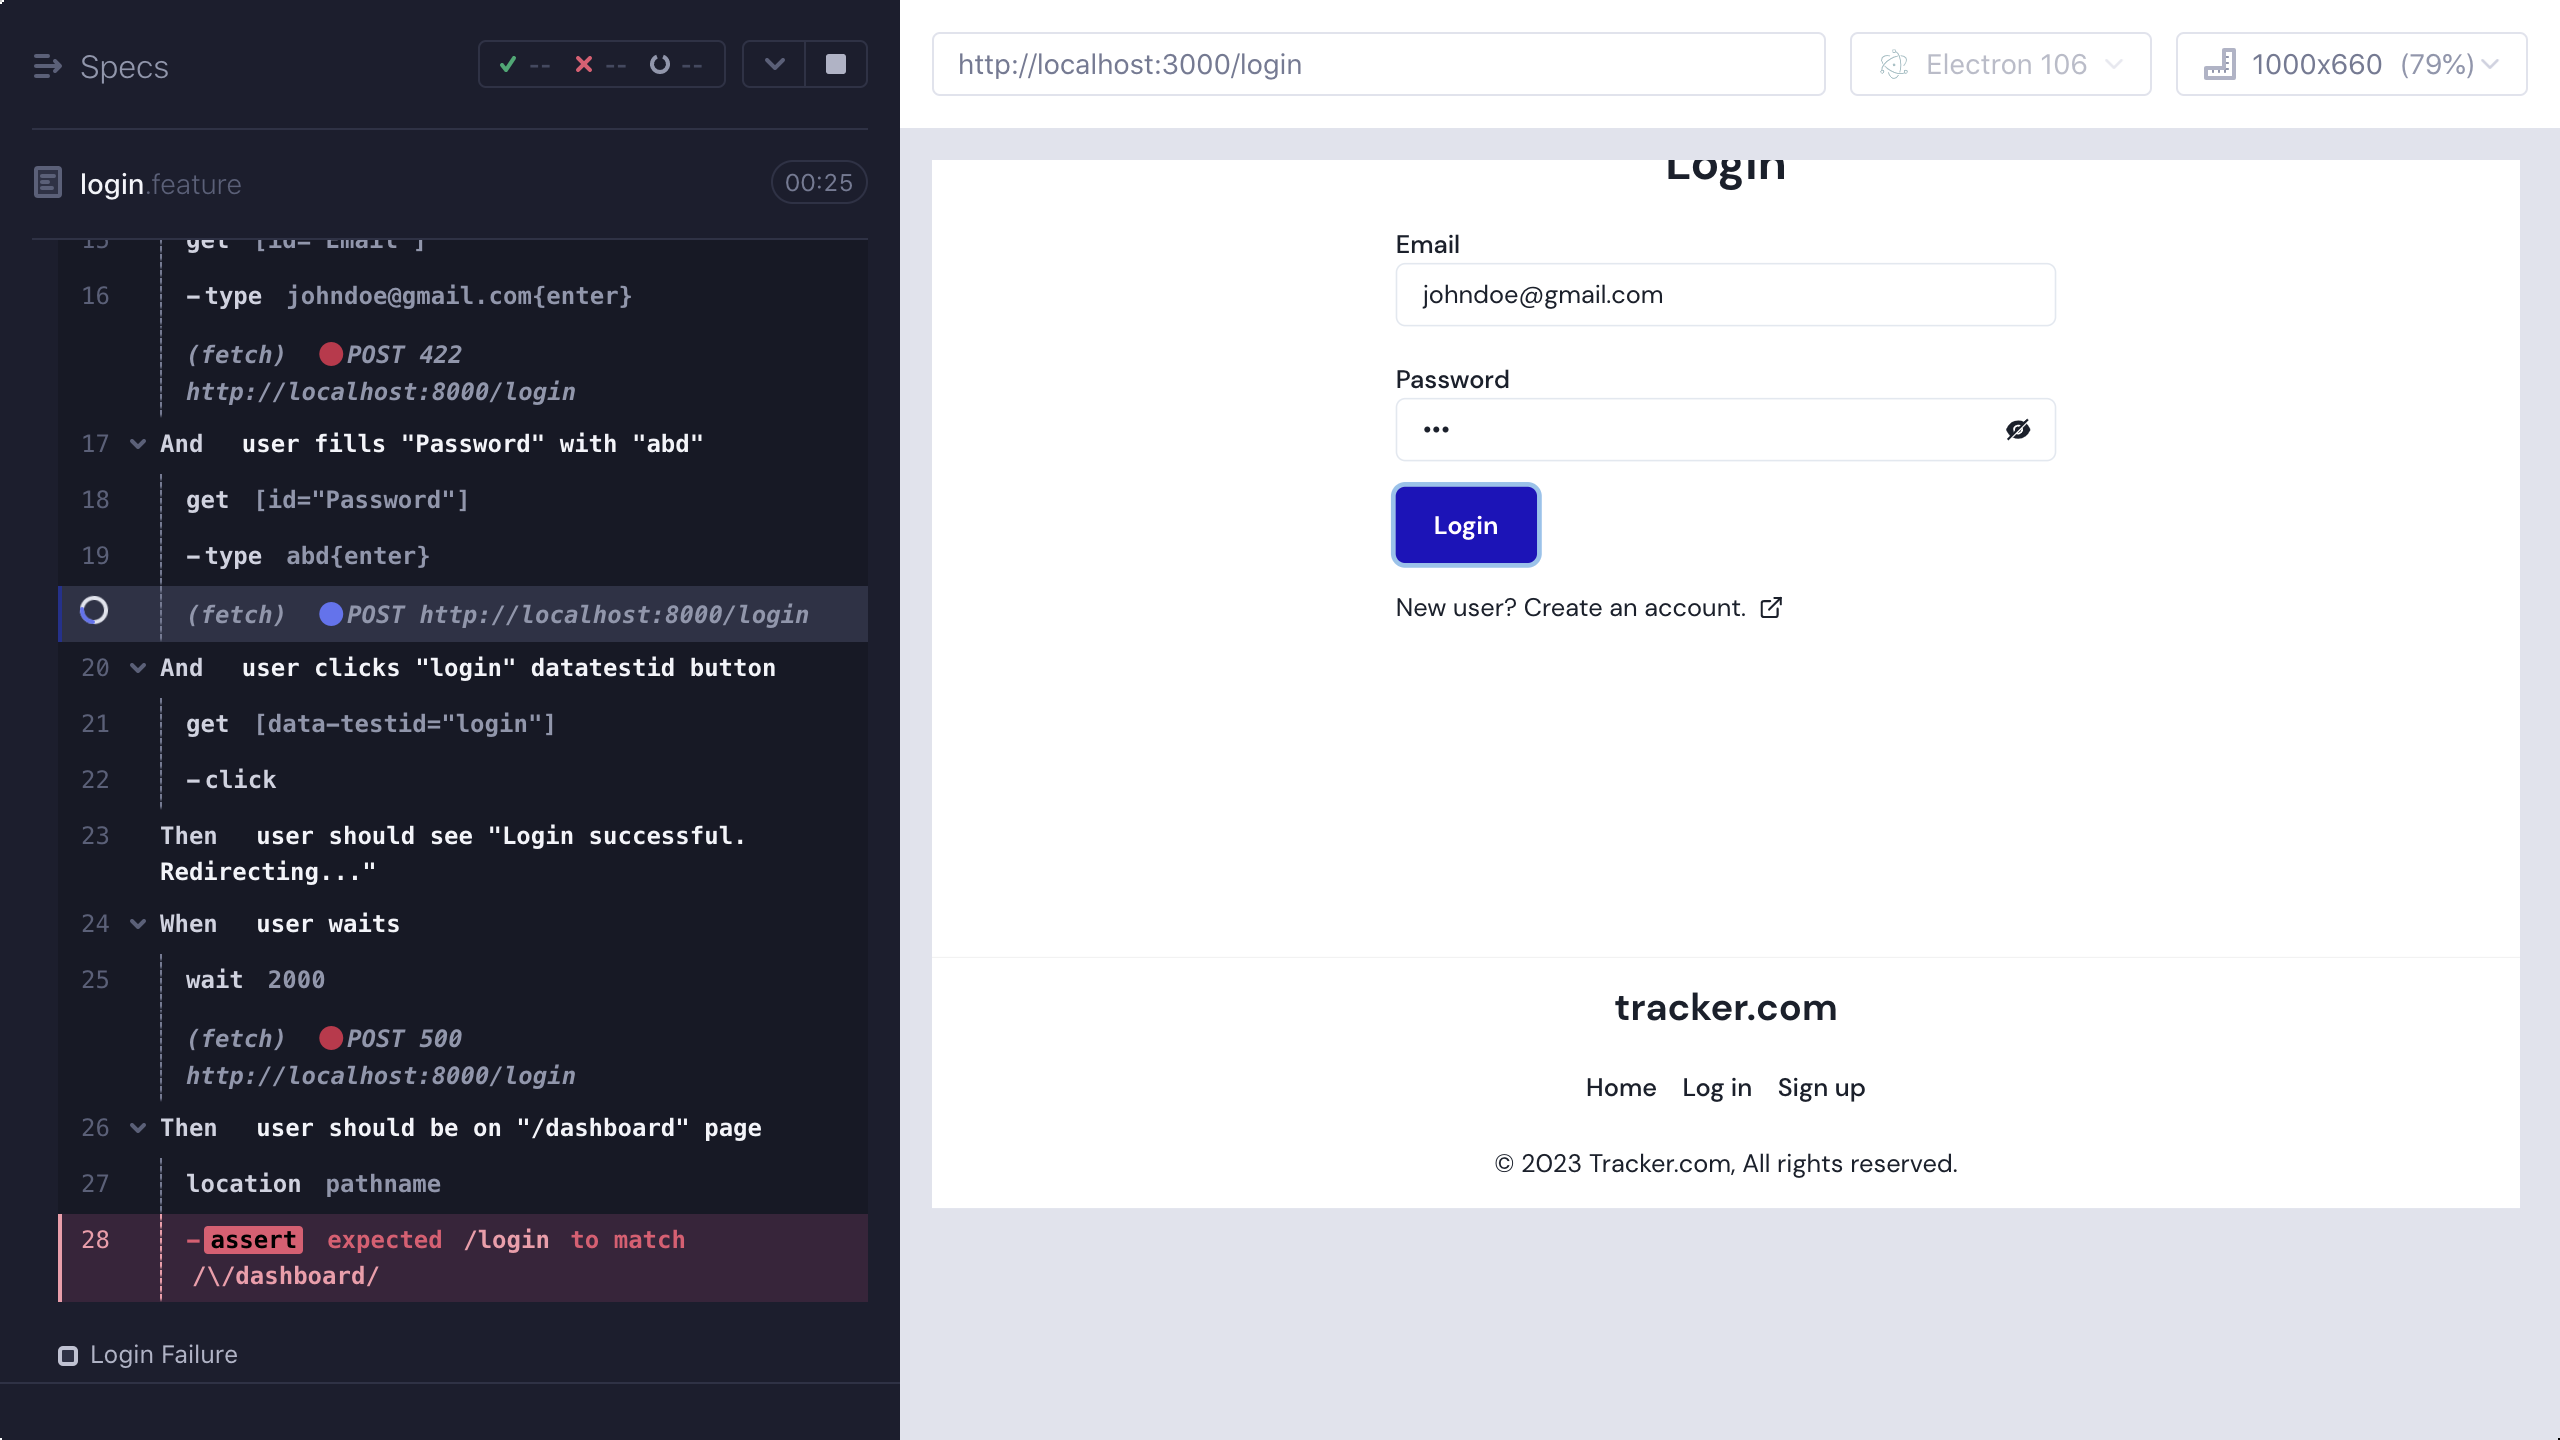 Specs
-- -- --
login.feature 00:25
15 get [id="Email"]
16 -type johndoe@gmail.com{enter}
(fetch) POST 422
http://localhost:8000/login
17 And user fills "Password" with "abd"
18 get [id="Password"]
19 -type abd{enter}
(fetch) POST http://localhost:8000/login
20 And user clicks "login" datatestid button
21 get [data-testid="login"]
22 -click
23 Then user should see "Login successful.
Redirecting..."
24 When user waits
25 wait 2000
(fetch) POST 500
http://localhost:8000/login
26 Then user should be on "/dashboard" page
27 location pathname
28 -assert expected /login to match
/\/dashboard/
Login Failure
http://localhost:3000/login
Electron 106
1000x660 (79%)
Login
Email
johndoe@gmail.com
Password
•••
Login
New user? Create an account.
tracker.com
Home Log in Sign up
© 2023 Tracker.com, All rights reserved.